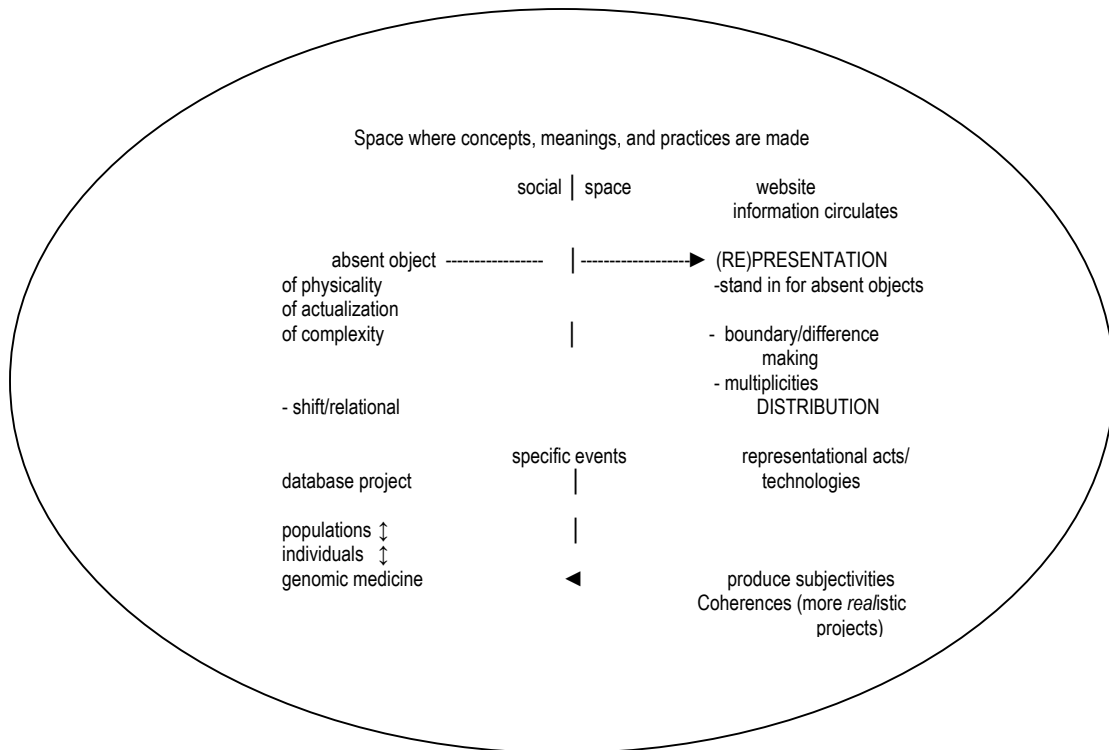 Space where concepts, meanings, and practices are made
social | space website
information circulates
absent object ----------------- | -------------------► (RE)PRESENTATION
of physicality -stand in for absent objects
of actualization
of complexity | - boundary/difference
making
- multiplicities
- shift/relational DISTRIBUTION
specific events representational acts/
database project | technologies
populations ↕ |
individuals ↕
genomic medicine ◄ produce subjectivities
Coherences (more realistic
projects)